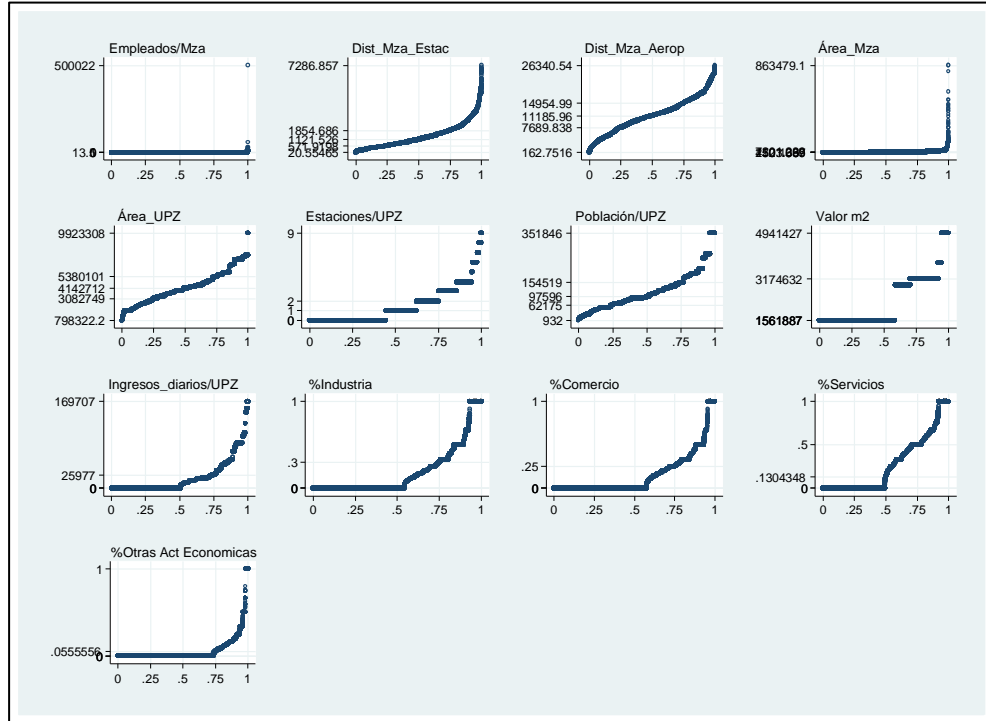 Empleados/Mza
500022
0 .25 .5 .75 1
Dist_Mza_Estac
7286.857
1854.686
1121.526
571.9198
20.55465
0 .25 .5 .75 1
Dist_Mza_Aerop
26340.54
14954.99
11185.96
7689.838
162.7516
0 .25 .5 .75 1
Área_Mza
863479.1
0 .25 .5 .75 1
Área_UPZ
9923308
5380101
4142712
3082749
798322.2
0 .25 .5 .75 1
Estaciones/UPZ
9
2
1
0
0 .25 .5 .75 1
Población/UPZ
351846
154519
97596
62175
932
0 .25 .5 .75 1
Valor m2
4941427
3174632
0 .25 .5 .75 1
Ingresos_diarios/UPZ
169707
25977
0
0 .25 .5 .75 1
%Industria
1
.3
0
0 .25 .5 .75 1
%Comercio
1
.25
0
0 .25 .5 .75 1
%Servicios
1
.5
.1304348
0
0 .25 .5 .75 1
%Otras Act Economicas
1
.0555556
0
0 .25 .5 .75 1